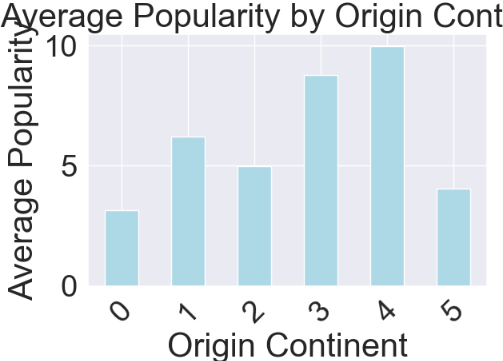 Average Popularity by Origin Cont
Average Popularity
10
5
0
0 1 2 3 4 5
Origin Continent